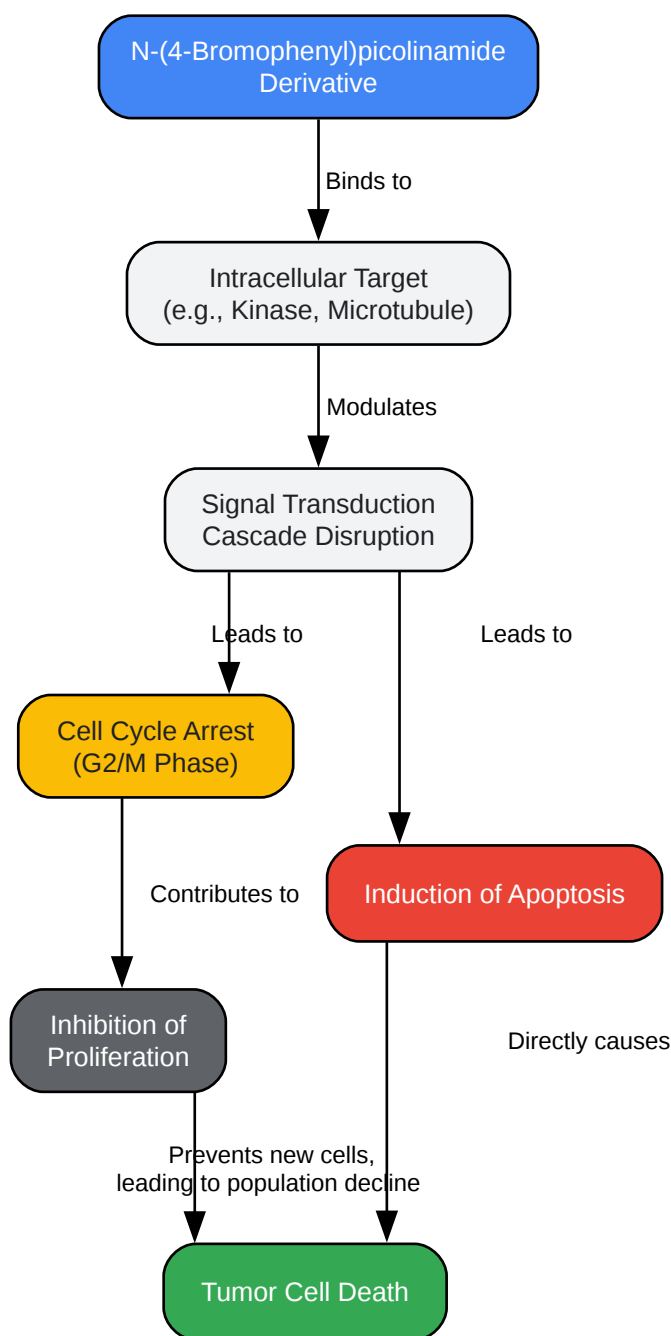 N-(4-Bromophenyl)picolinamide
Derivative
Binds to
Intracellular Target
(e.g., Kinase, Microtubule)
Modulates
Signal Transduction
Cascade Disruption
Leads to
Leads to
Cell Cycle Arrest
(G2/M Phase)
Contributes to
Induction of Apoptosis
Inhibition of
Proliferation
Directly causes
Prevents new cells,
leading to population decline
Tumor Cell Death